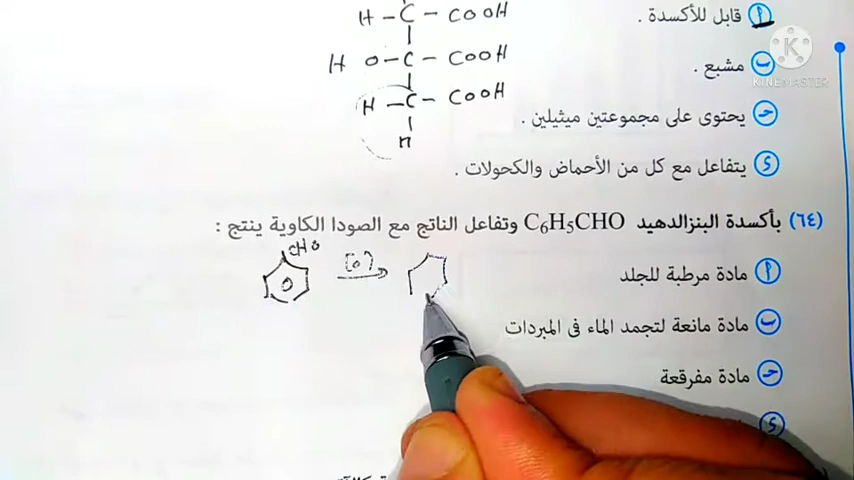 H - C - COOH
أ قابل للأكسدة .
H O - C - COOH
ب مشبع .
KINEMASTER
H - C - COOH
H
جـ يحتوى على مجموعتين ميثيلين .
د يتفاعل مع كل من الأحماض والكحولات .
(٦٤) بأكسدة البنزالدهيد C6H5CHO وتفاعل الناتج مع الصودا الكاوية ينتج :
CHO
[O]
أ مادة مرطبة للجلد
ب مادة مانعة لتجمد الماء فى المبردات
جـ مادة مفرقعة
د